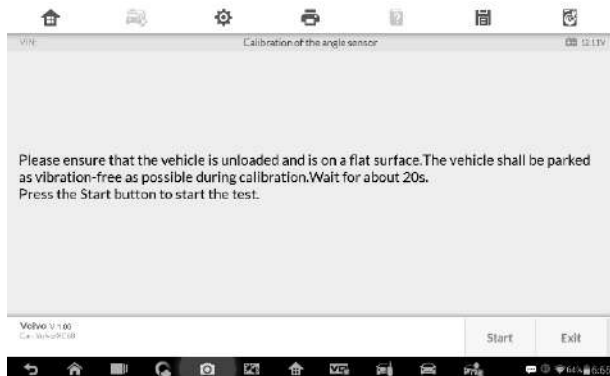 VIN:
Calibration of the angle sensor
12.11V
Please ensure that the vehicle is unloaded and is on a flat surface.The vehicle shall be parked
as vibration-free as possible during calibration.Wait for about 20s.
Press the Start button to start the test.
Volvo V1.00
Start
Exit